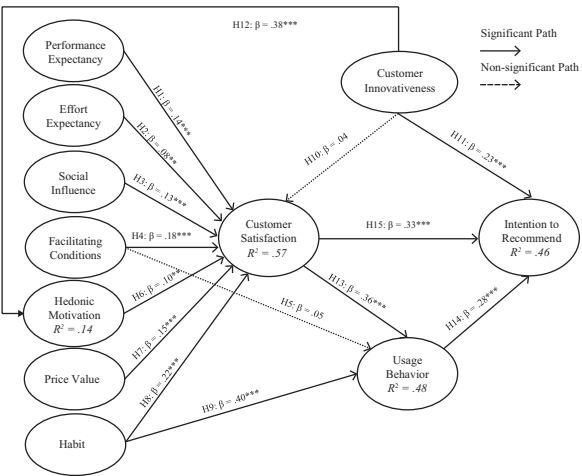 H12: β = .38***
Significant Path
Non-significant Path
Performance
Expectancy
Customer
Innovativeness
Effort
Expectancy
H1: β = .14***
H2: β = .08**
H10: β = .04
H11: β = .23***
Social
Influence
H3: β = .13***
Facilitating
Conditions
H4: β = .18***
Customer
Satisfaction
R² = .57
H15: β = .33***
Intention to
Recommend
R² = .46
Hedonic
Motivation
R² = .14
H6: β = .10**
H5: β = .05
H13: β = .36***
H14: β = .28***
Price Value
H7: β = .15***
H8: β = .22***
Usage
Behavior
R² = .48
H9: β = .40***
Habit